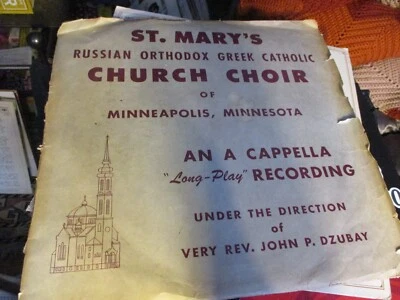 ST. MARY'S
RUSSIAN ORTHODOX GREEK CATHOLIC
CHURCH CHOIR
OF
MINNEAPOLIS, MINNESOTA
AN A CAPPELLA
"Long-Play" RECORDING
UNDER THE DIRECTION
of
VERY REV. JOHN P. DZUBAY